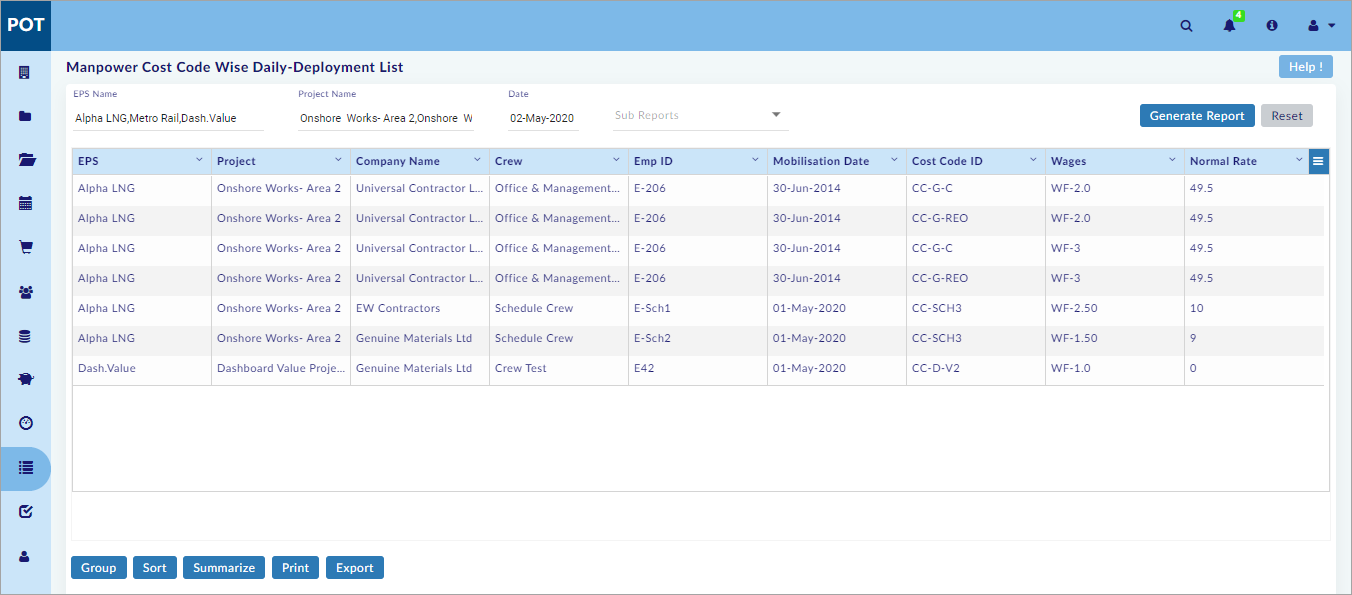 POT
4
Manpower Cost Code Wise Daily-Deployment List
Help !
EPS Name Project Name Date
Alpha LNG,Metro Rail,Dash.Value Onshore Works- Area 2,Onshore W 02-May-2020 Sub Reports Generate Report Reset
EPS Project Company Name Crew Emp ID Mobilisation Date Cost Code ID Wages Normal Rate
Alpha LNG Onshore Works- Area 2 Universal Contractor L... Office & Management... E-206 30-Jun-2014 CC-G-C WF-2.0 49.5
Alpha LNG Onshore Works- Area 2 Universal Contractor L... Office & Management... E-206 30-Jun-2014 CC-G-REO WF-2.0 49.5
Alpha LNG Onshore Works- Area 2 Universal Contractor L... Office & Management... E-206 30-Jun-2014 CC-G-C WF-3 49.5
Alpha LNG Onshore Works- Area 2 Universal Contractor L... Office & Management... E-206 30-Jun-2014 CC-G-REO WF-3 49.5
Alpha LNG Onshore Works- Area 2 EW Contractors Schedule Crew E-Sch1 01-May-2020 CC-SCH3 WF-2.50 10
Alpha LNG Onshore Works- Area 2 Genuine Materials Ltd Schedule Crew E-Sch2 01-May-2020 CC-SCH3 WF-1.50 9
Dash.Value Dashboard Value Proje... Genuine Materials Ltd Crew Test E42 01-May-2020 CC-D-V2 WF-1.0 0
Group Sort Summarize Print Export